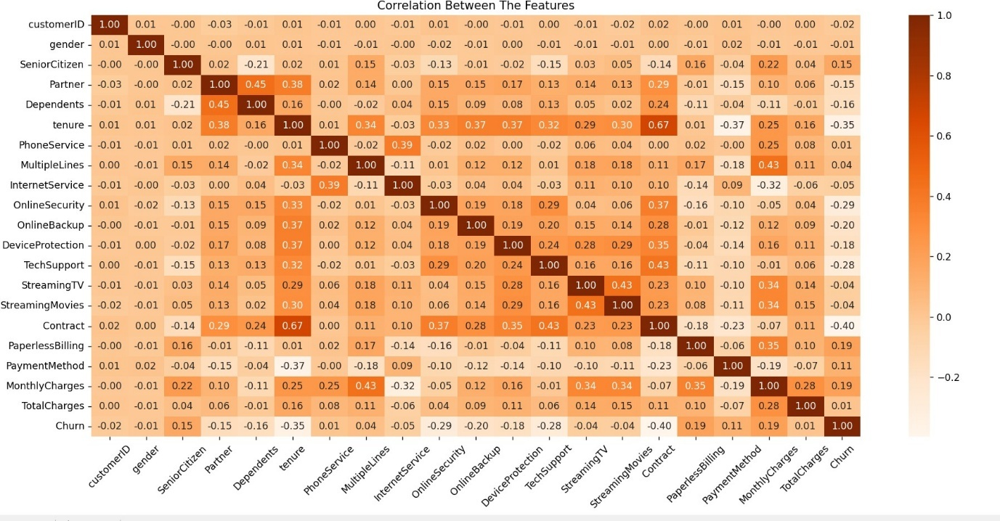 Correlation Between The Features
customerID 1.00 0.01 -0.00 -0.03 -0.01 0.01 -0.01 0.00 -0.01 0.01 -0.00 -0.01 0.00 -0.01 -0.02 0.02 -0.00 0.01 -0.00 0.00 -0.02 1.0
gender 0.01 1.00 -0.00 -0.00 0.01 0.01 -0.01 -0.01 -0.00 -0.02 -0.01 0.00 -0.01 -0.01 -0.01 0.00 -0.01 0.02 -0.01 -0.01 -0.01
SeniorCitizen -0.00 -0.00 1.00 0.02 -0.21 0.02 0.01 0.15 -0.03 -0.13 -0.01 -0.02 -0.15 0.03 0.05 -0.14 0.16 -0.04 0.22 0.04 0.15
Partner -0.03 -0.00 0.02 1.00 0.45 0.38 0.02 0.14 0.00 0.15 0.15 0.17 0.13 0.14 0.13 0.29 -0.01 -0.15 0.10 0.06 -0.15 0.8
Dependents -0.01 0.01 -0.21 0.45 1.00 0.16 -0.00 -0.02 0.04 0.15 0.09 0.08 0.13 0.05 0.02 0.24 -0.11 -0.04 -0.11 -0.01 -0.16
tenure 0.01 0.01 0.02 0.38 0.16 1.00 0.01 0.34 -0.03 0.33 0.37 0.37 0.32 0.29 0.30 0.67 0.01 -0.37 0.25 0.16 -0.35 0.6
PhoneService -0.01 -0.01 0.01 0.02 -0.00 0.01 1.00 -0.02 0.39 -0.02 0.02 0.00 -0.02 0.06 0.04 0.00 0.02 -0.00 0.25 0.08 0.01
MultipleLines 0.00 -0.01 0.15 0.14 -0.02 0.34 -0.02 1.00 -0.11 0.01 0.12 0.12 0.01 0.18 0.18 0.11 0.17 -0.18 0.43 0.11 0.04
InternetService -0.01 -0.00 -0.03 0.00 0.04 -0.03 0.39 -0.11 1.00 -0.03 0.04 0.04 -0.03 0.11 0.10 0.10 -0.14 0.09 -0.32 -0.06 -0.05
OnlineSecurity 0.01 -0.02 -0.13 0.15 0.15 0.33 -0.02 0.01 -0.03 1.00 0.19 0.18 0.29 0.04 0.06 0.37 -0.16 -0.10 -0.05 0.04 -0.29 0.4
OnlineBackup -0.00 -0.01 -0.01 0.15 0.09 0.37 0.02 0.12 0.04 0.19 1.00 0.19 0.20 0.15 0.14 0.28 -0.01 -0.12 0.12 0.09 -0.20
DeviceProtection -0.01 0.00 -0.02 0.17 0.08 0.37 0.00 0.12 0.04 0.18 0.19 1.00 0.24 0.28 0.29 0.35 -0.04 -0.14 0.16 0.11 -0.18
TechSupport 0.00 -0.01 -0.15 0.13 0.13 0.32 -0.02 0.01 -0.03 0.29 0.20 0.24 1.00 0.16 0.16 0.43 -0.11 -0.10 -0.01 0.06 -0.28 0.2
StreamingTV -0.01 -0.01 0.03 0.14 0.05 0.29 0.06 0.18 0.11 0.04 0.15 0.28 0.16 1.00 0.43 0.23 0.10 -0.10 0.34 0.14 -0.04
StreamingMovies -0.02 -0.01 0.05 0.13 0.02 0.30 0.04 0.18 0.10 0.06 0.14 0.29 0.16 0.43 1.00 0.23 0.08 -0.11 0.34 0.15 -0.04
Contract 0.02 0.00 -0.14 0.29 0.24 0.67 0.00 0.11 0.10 0.37 0.28 0.35 0.43 0.23 0.23 1.00 -0.18 -0.23 -0.07 0.11 -0.40 0.0
PaperlessBilling -0.00 -0.01 0.16 -0.01 -0.11 0.01 0.02 0.17 -0.14 -0.16 -0.01 -0.04 -0.11 0.10 0.08 -0.18 1.00 -0.06 0.35 0.10 0.19
PaymentMethod 0.01 0.02 -0.04 -0.15 -0.04 -0.37 -0.00 -0.18 0.09 -0.10 -0.12 -0.14 -0.10 -0.10 -0.11 -0.23 -0.06 1.00 -0.19 -0.07 0.11
MonthlyCharges -0.00 -0.01 0.22 0.10 -0.11 0.25 0.25 0.43 -0.32 -0.05 0.12 0.16 -0.01 0.34 0.34 -0.07 0.35 -0.19 1.00 0.28 0.19 −0.2
TotalCharges 0.00 -0.01 0.04 0.06 -0.01 0.16 0.08 0.11 -0.06 0.04 0.09 0.11 0.06 0.14 0.15 0.11 0.10 -0.07 0.28 1.00 0.01
Churn -0.02 -0.01 0.15 -0.15 -0.16 -0.35 0.01 0.04 -0.05 -0.29 -0.20 -0.18 -0.28 -0.04 -0.04 -0.40 0.19 0.11 0.19 0.01 1.00
customerID gender SeniorCitizen Partner Dependents tenure PhoneService MultipleLines InternetService OnlineSecurity OnlineBackup DeviceProtection TechSupport StreamingTV StreamingMovies Contract PaperlessBilling PaymentMethod MonthlyCharges TotalCharges Churn